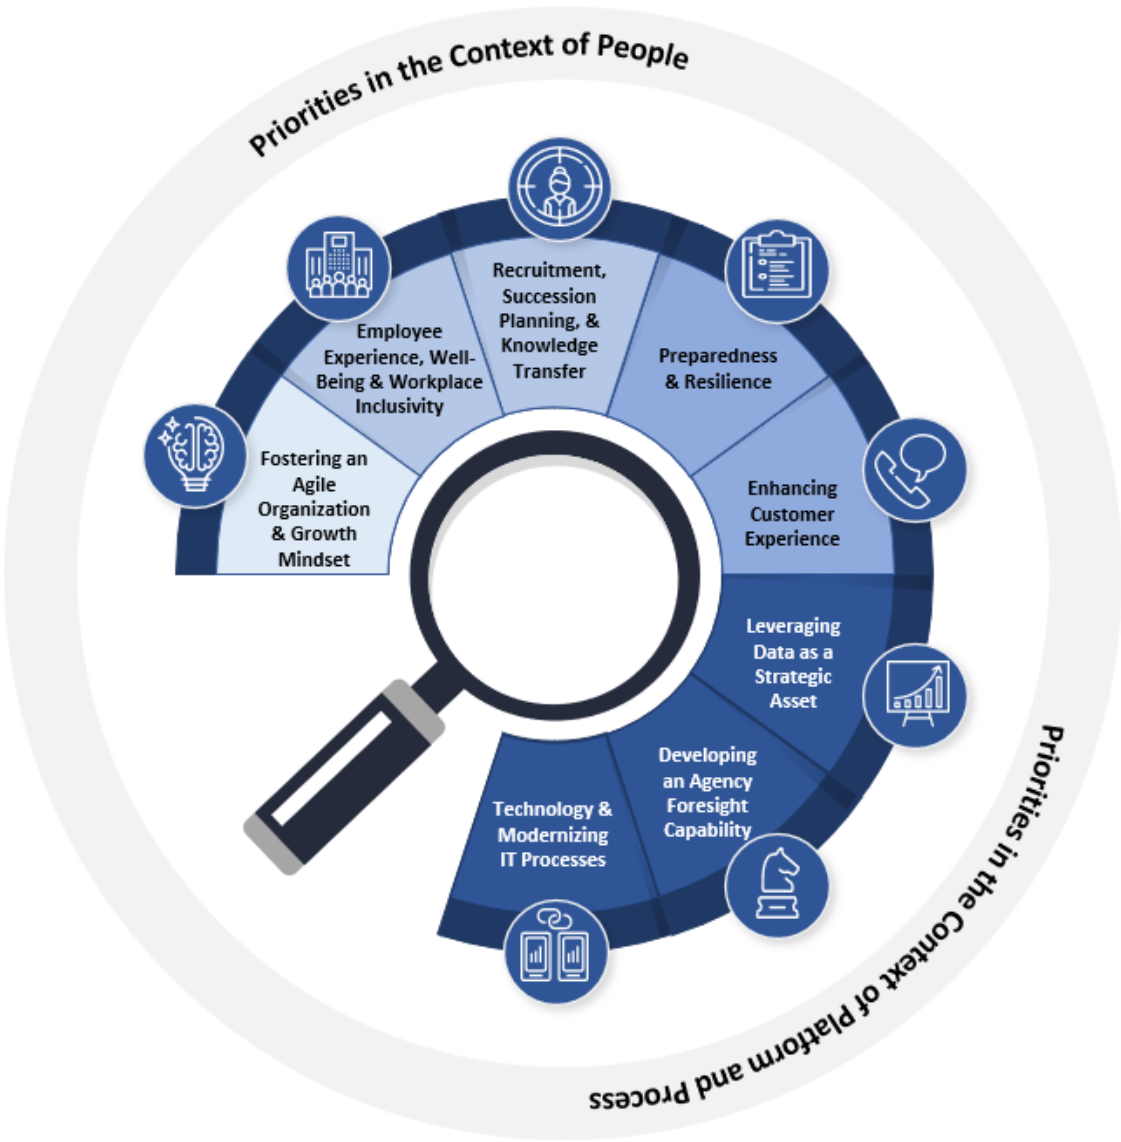 Priorities in the Context of People
Recruitment,
Succession
Planning, &
Knowledge
Transfer
Employee
Experience, Well-
Being & Workplace
Inclusivity
Preparedness
& Resilience
Fostering an
Agile
Organization
& Growth
Mindset
Enhancing
Customer
Experience
Leveraging
Data as a
Strategic
Asset
Developing
an Agency
Foresight
Capability
Technology &
Modernizing
IT Processes
Priorities in the Context of Platform and Process